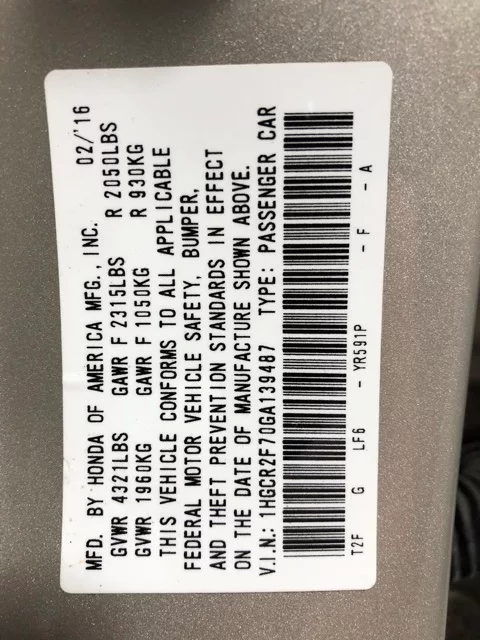 MFD. BY HONDA OF AMERICA MFG., INC. 02/'16
GVWR 4321LBS GAWR F 2315LBS R 2050LBS
GVWR 1960KG GAWR F 1050KG R 930KG
THIS VEHICLE CONFORMS TO ALL APPLICABLE
FEDERAL MOTOR VEHICLE SAFETY, BUMPER,
AND THEFT PREVENTION STANDARDS IN EFFECT
ON THE DATE OF MANUFACTURE SHOWN ABOVE.
V.I.N.: 1HGCR2F70GA139487 TYPE: PASSENGER CAR
T2F G LF6 - YR591P - F - A